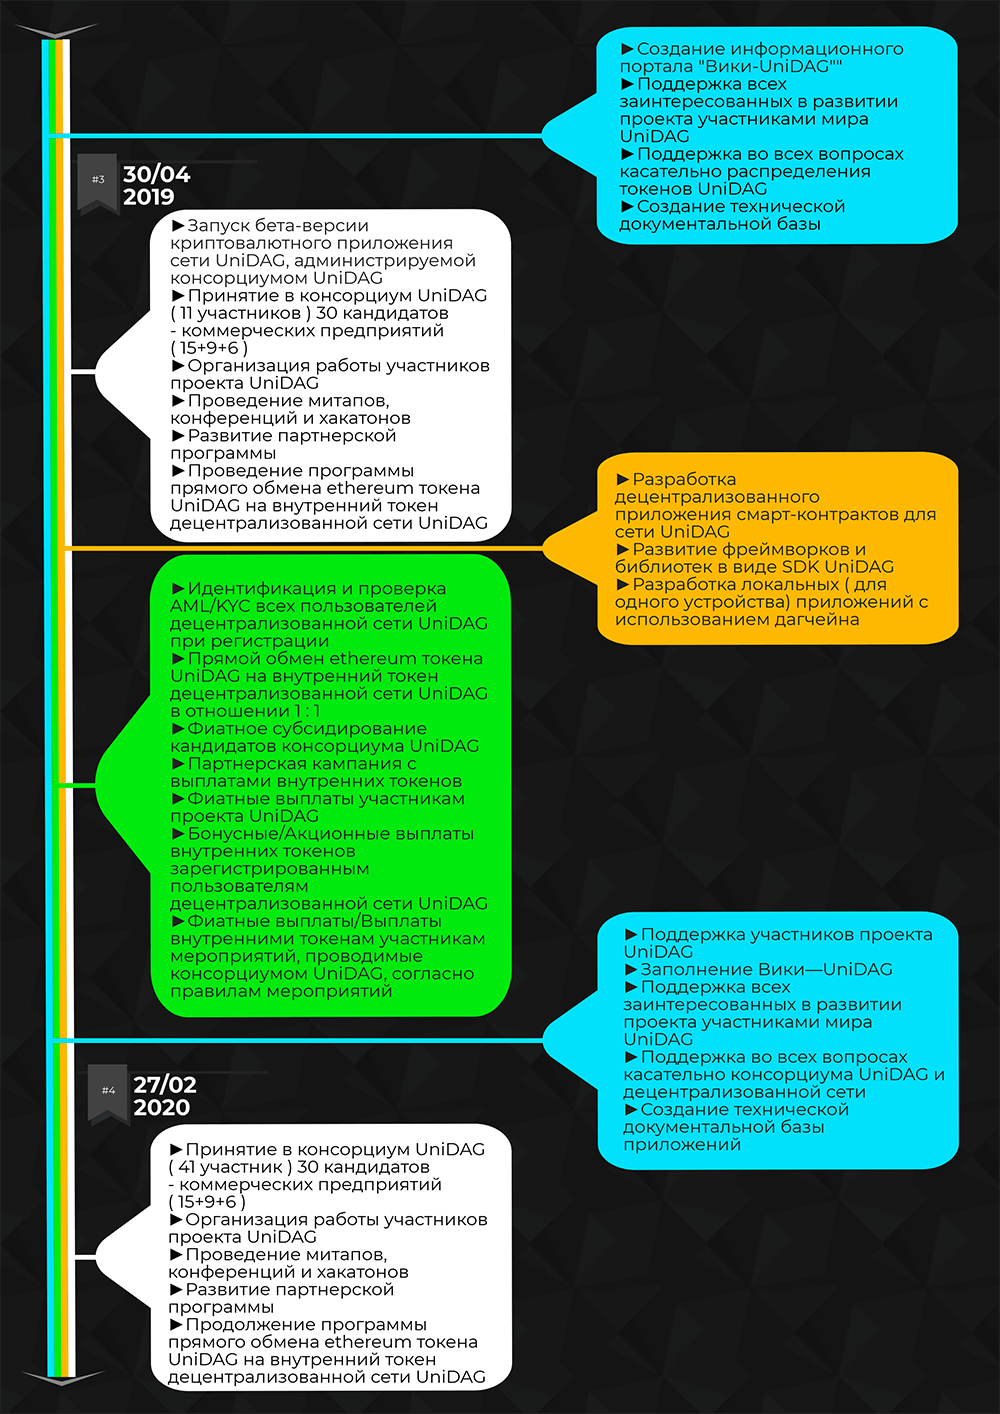 ►Создание информационного
портала "Вики-UniDAG""
►Поддержка всех
заинтересованных в развитии
проекта участниками мира
UniDAG
►Поддержка во всех вопросах
касательно распределения
токенов UniDAG
►Создание технической
документальной базы
#3
30/04
2019
►Запуск бета-версии
криптовалютного приложения
сети UniDAG, администрируемой
консорциумом UniDAG
►Принятие в консорциум UniDAG
( 11 участников ) 30 кандидатов
- коммерческих предприятий
( 15+9+6 )
►Организация работы участников
проекта UniDAG
►Проведение митапов,
конференций и хакатонов
►Развитие партнерской
программы
►Проведение программы
прямого обмена ethereum токена
UniDAG на внутренний токен
децентрализованной сети UniDAG
►Разработка
децентрализованного
приложения смарт-контрактов для
сети UniDAG
►Развитие фреймворков и
библиотек в виде SDK UniDAG
►Разработка локальных ( для
одного устройства) приложений с
использованием дагчейна
►Идентификация и проверка
AML/KYC всех пользователей
децентрализованной сети UniDAG
при регистрации
►Прямой обмен ethereum токена
UniDAG на внутренний токен
децентрализованной сети UniDAG
в отношении 1 : 1
►Фиатное субсидирование
кандидатов консорциума UniDAG
►Партнерская кампания с
выплатами внутренних токенов
►Фиатные выплаты участникам
проекта UniDAG
►Бонусные/Акционные выплаты
внутренних токенов
зарегистрированным
пользователям
децентрализованной сети UniDAG
►Фиатные выплаты/Выплаты
внутренними токенам участникам
мероприятий, проводимые
консорциумом UniDAG, согласно
правилам мероприятий
►Поддержка участников проекта
UniDAG
►Заполнение Вики—UniDAG
►Поддержка всех
заинтересованных в развитии
проекта участниками мира
UniDAG
►Поддержка во всех вопросах
касательно консорциума UniDAG и
децентрализованной сети
►Создание технической
документальной базы
приложений
#4
27/02
2020
►Принятие в консорциум UniDAG
( 41 участник ) 30 кандидатов
- коммерческих предприятий
( 15+9+6 )
►Организация работы участников
проекта UniDAG
►Проведение митапов,
конференций и хакатонов
►Развитие партнерской
программы
►Продолжение программы
прямого обмена ethereum токена
UniDAG на внутренний токен
децентрализованной сети UniDAG